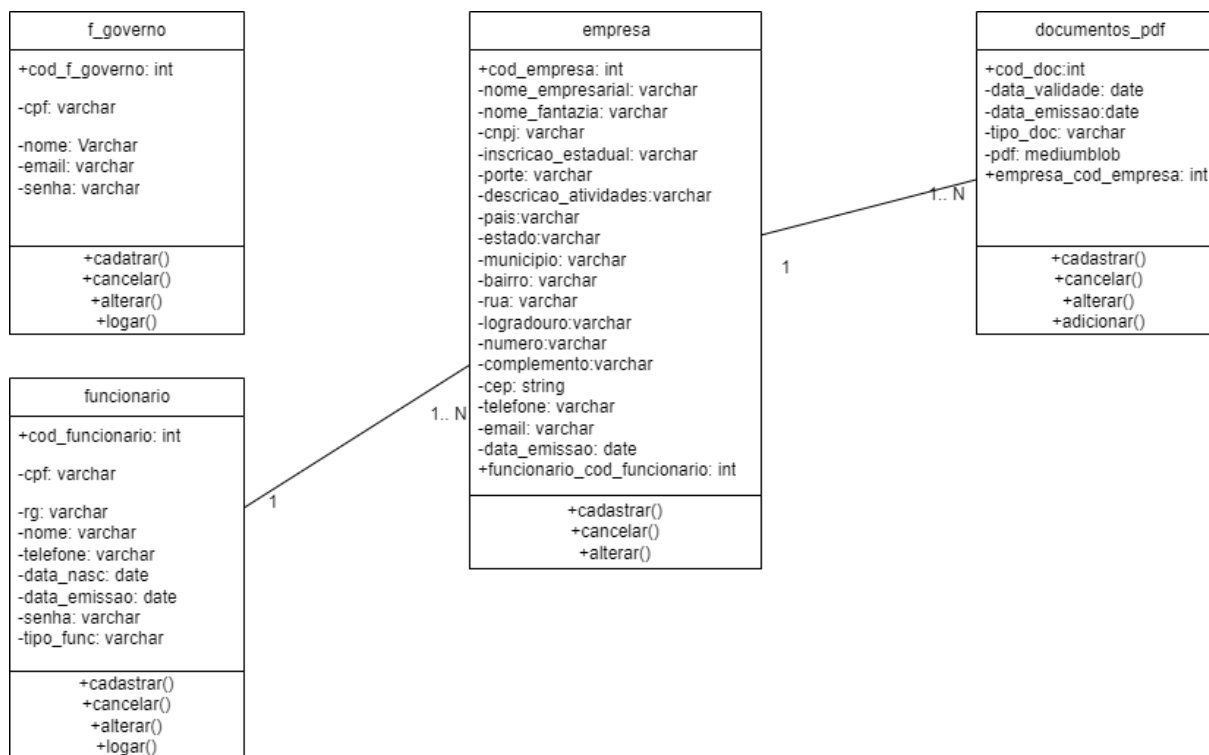 f_governo
+cod_f_governo: int
-cpf: varchar
-nome: Varchar
-email: varchar
-senha: varchar
+cadatrar()
+cancelar()
+alterar()
+logar()
funcionario
+cod_funcionario: int
-cpf: varchar
-rg: varchar
-nome: varchar
-telefone: varchar
-data_nasc: date
-data_emissao: date
-senha: varchar
-tipo_func: varchar
+cadastrar()
+cancelar()
+alterar()
+logar()
1
1.. N
empresa
+cod_empresa: int
-nome_empresarial: varchar
-nome_fantazia: varchar
-cnpj: varchar
-inscricao_estadual: varchar
-porte: varchar
-descricao_atividades:varchar
-pais:varchar
-estado:varchar
-municipio: varchar
-bairro: varchar
-rua: varchar
-logradouro:varchar
-numero:varchar
-complemento:varchar
-cep: string
-telefone: varchar
-email: varchar
-data_emissao: date
+funcionario_cod_funcionario: int
+cadastrar()
+cancelar()
+alterar()
1
1.. N
documentos_pdf
+cod_doc:int
-data_validade: date
-data_emissao:date
-tipo_doc: varchar
-pdf: mediumblob
+empresa_cod_empresa: int
+cadastrar()
+cancelar()
+alterar()
+adicionar()